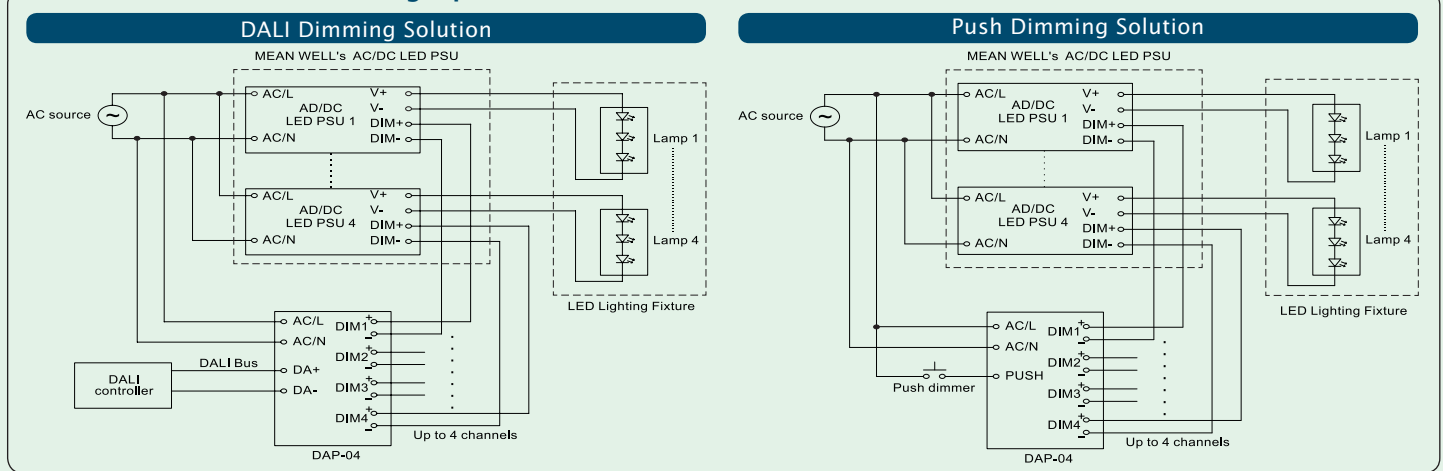 DALI Dimming Solution
MEAN WELL's AC/DC LED PSU
AC source
~
AC/L
AC/N
AD/DC
LED PSU 1
V+
V-
DIM+
DIM-
AC/L
AC/N
AD/DC
LED PSU 4
V+
V-
DIM+
DIM-
Lamp 1
Lamp 4
LED Lighting Fixture
DALI
controller
DALI Bus
AC/L
AC/N
DA+
DA-
DIM1 + -
DIM2 + -
DIM3 + -
DIM4 + -
Up to 4 channels
DAP-04
Push Dimming Solution
MEAN WELL's AC/DC LED PSU
AC source
~
AC/L
AC/N
AD/DC
LED PSU 1
V+
V-
DIM+
DIM-
AC/L
AC/N
AD/DC
LED PSU 4
V+
V-
DIM+
DIM-
Lamp 1
Lamp 4
LED Lighting Fixture
Push dimmer
AC/L
AC/N
PUSH
DIM1 + -
DIM2 + -
DIM3 + -
DIM4 + -
Up to 4 channels
DAP-04